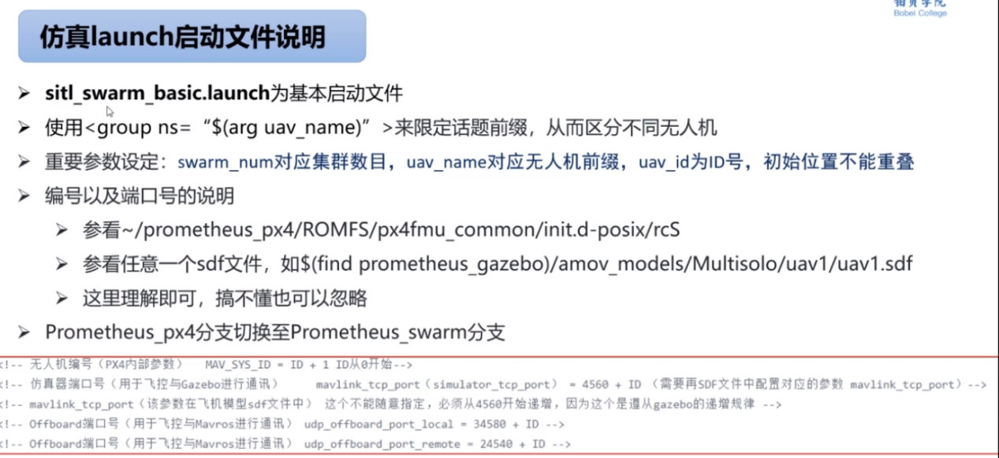 铂贝学院
Bobei College
仿真launch启动文件说明
➢ sitl_swarm_basic.launch为基本启动文件
➢ 使用<group ns=“$(arg uav_name)”>来限定话题前缀，从而区分不同无人机
➢ 重要参数设定：swarm_num对应集群数目，uav_name对应无人机前缀，uav_id为ID号，初始位置不能重叠
➢ 编号以及端口号的说明
➢ 参看~/prometheus_px4/ROMFS/px4fmu_common/init.d-posix/rcS
➢ 参看任意一个sdf文件，如$(find prometheus_gazebo)/amov_models/Multisolo/uav1/uav1.sdf
➢ 这里理解即可，搞不懂也可以忽略
➢ Prometheus_px4分支切换至Prometheus_swarm分支
<!-- 无人机编号（PX4内部参数） MAV_SYS_ID = ID + 1 ID从0开始-->
<!-- 仿真器端口号（用于飞控与Gazebo进行通讯） mavlink_tcp_port（simulator_tcp_port） = 4560 + ID （需要再SDF文件中配置对应的参数 mavlink_tcp_port）-->
<!-- mavlink_tcp_port（该参数在飞机模型sdf文件中） 这个不能随意指定，必须从4560开始递增，因为这个是遵从gazebo的递增规律 -->
<!-- Offboard端口号（用于飞控与Mavros进行通讯） udp_offboard_port_local = 34580 + ID -->
<!-- Offboard端口号（用于飞控与Mavros进行通讯） udp_offboard_port_remote = 24540 + ID -->